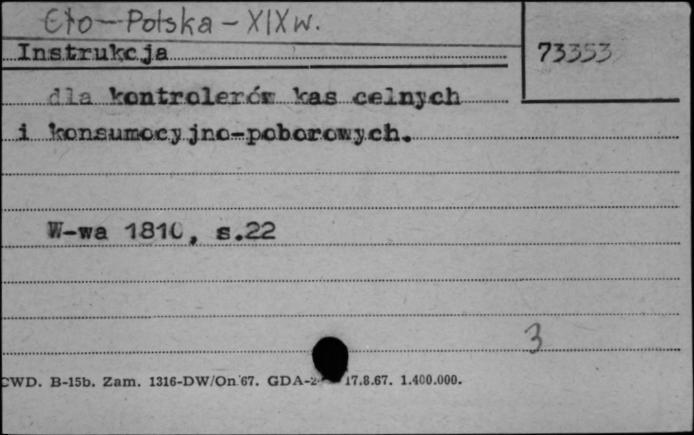 Cło - Polska - XIX w.
73353
Instrukcja
dla kontrolerów kas celnych
i konsumocyjno-poborowych.
W-wa 1810, s.22
3
CWD. B-15b. Zam. 1316-DW/On.67. GDA-2 17.8.67. 1.400.000.